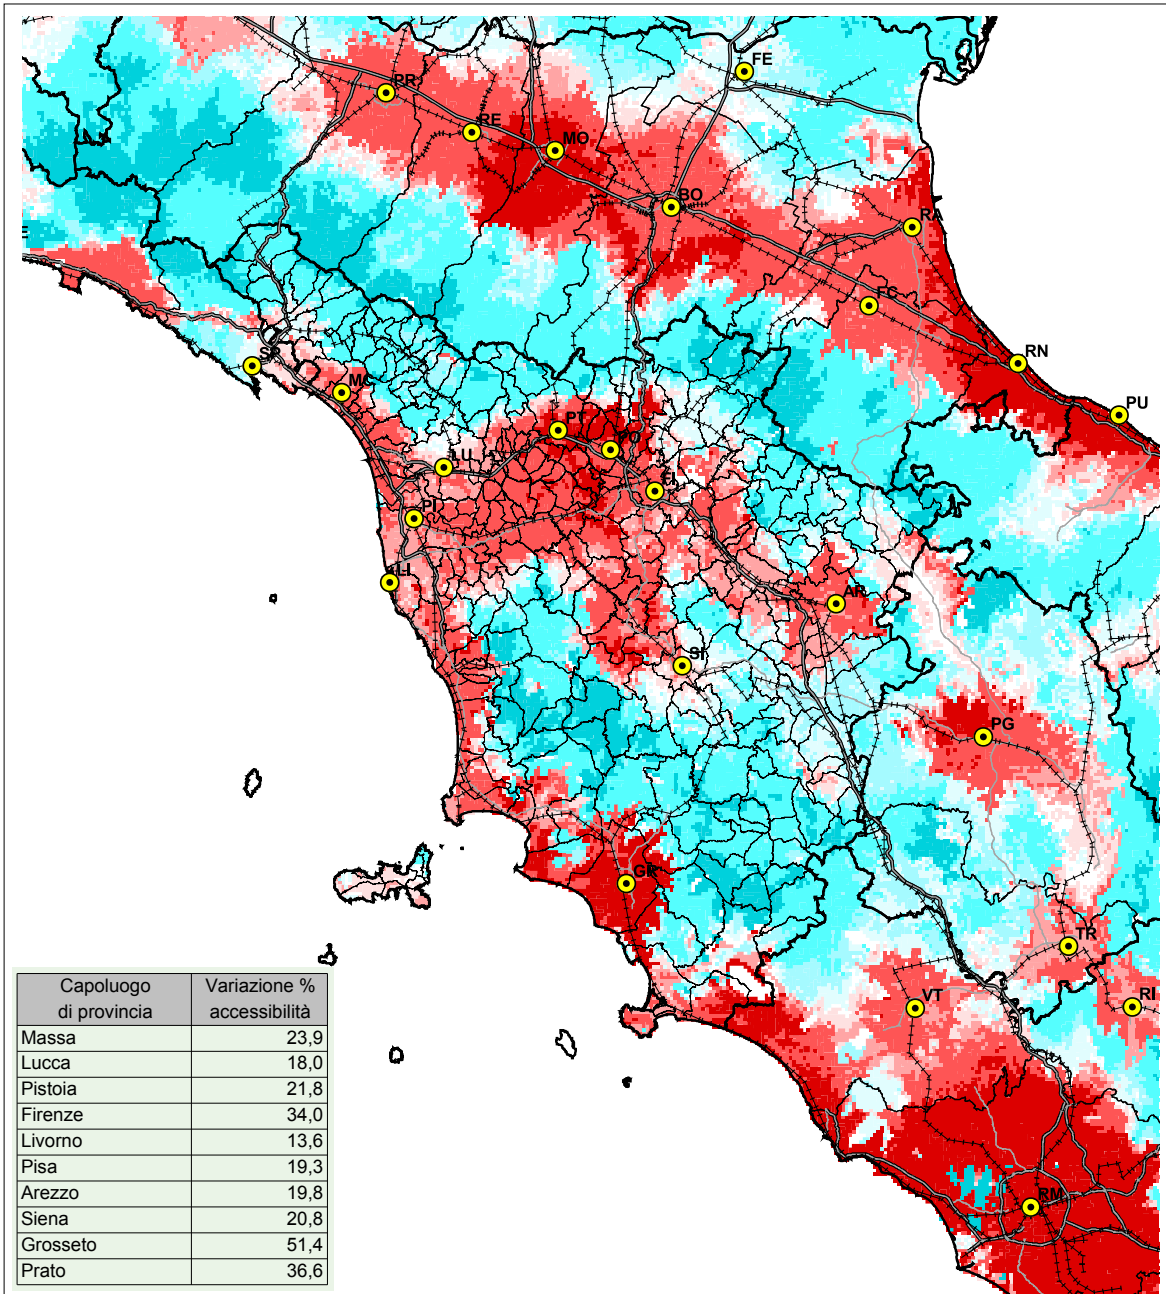 FE
PR
RE
MO
BO
RA
FC
RN
PU
SP
MC
PT
PO
LU
FI
PI
LI
AR
SI
PG
GR
TR
VT
RI
RM
Capoluogo di provincia Variazione % accessibilità
Massa 23,9
Lucca 18,0
Pistoia 21,8
Firenze 34,0
Livorno 13,6
Pisa 19,3
Arezzo 19,8
Siena 20,8
Grosseto 51,4
Prato 36,6